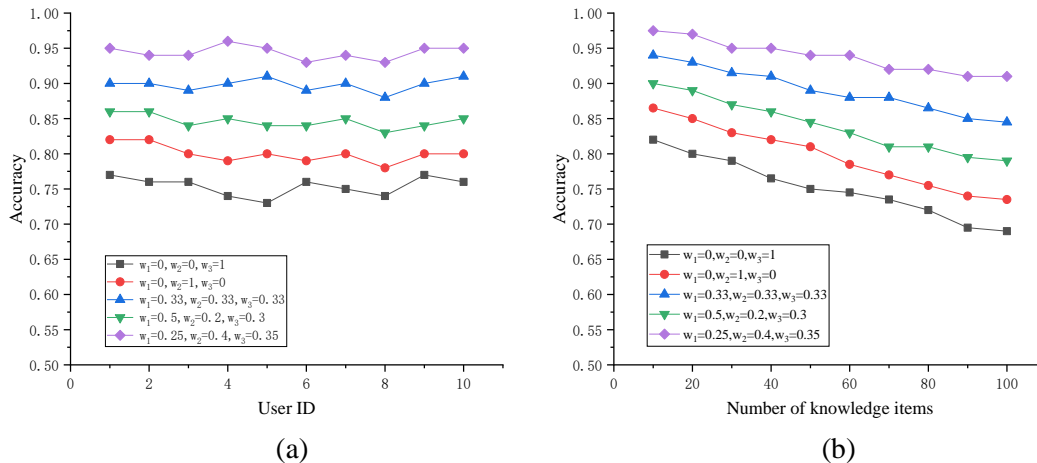 1.00
0.95
0.90
0.85
0.80
0.75
0.70
0.65
0.60
0.55
0.50
Accuracy
w₁=0,w₂=0,w₃=1
w₁=0,w₂=1,w₃=0
w₁=0.33,w₂=0.33,w₃=0.33
w₁=0.5,w₂=0.2,w₃=0.3
w₁=0.25,w₂=0.4,w₃=0.35
0 2 4 6 8 10
User ID
(a)
1.00
0.95
0.90
0.85
0.80
0.75
0.70
0.65
0.60
0.55
0.50
Accuracy
w₁=0,w₂=0,w₃=1
w₁=0,w₂=1,w₃=0
w₁=0.33,w₂=0.33,w₃=0.33
w₁=0.5,w₂=0.2,w₃=0.3
w₁=0.25,w₂=0.4,w₃=0.35
0 20 40 60 80 100
Number of knowledge items
(b)